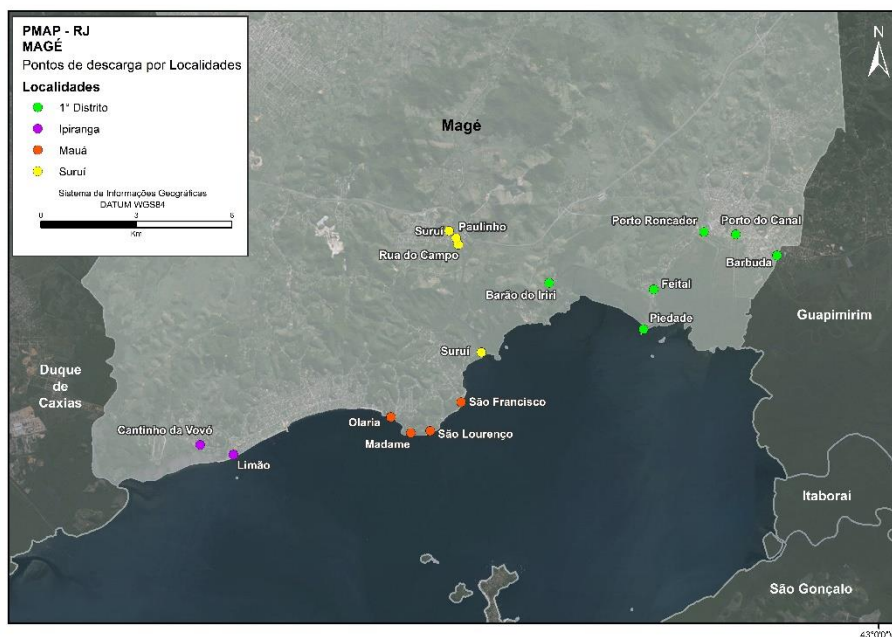 PMAP - RJ
MAGÉ
Pontos de descarga por Localidades
Localidades
1° Distrito
Ipiranga
Mauá
Suruí
Sistema de Informações Geográficas
DATUM WGS84
0 3 6
Km
N
Magé
Suruí
Paulinho
Rua do Campo
Porto Roncador
Porto do Canal
Barbuda
Barão do Iriri
Feital
Piedade
Guapimirim
Suruí
Duque
de
Caxias
São Francisco
Olaria
São Lourenço
Madame
Cantinho da Vovó
Limão
Itaboraí
São Gonçalo
43°0'0"